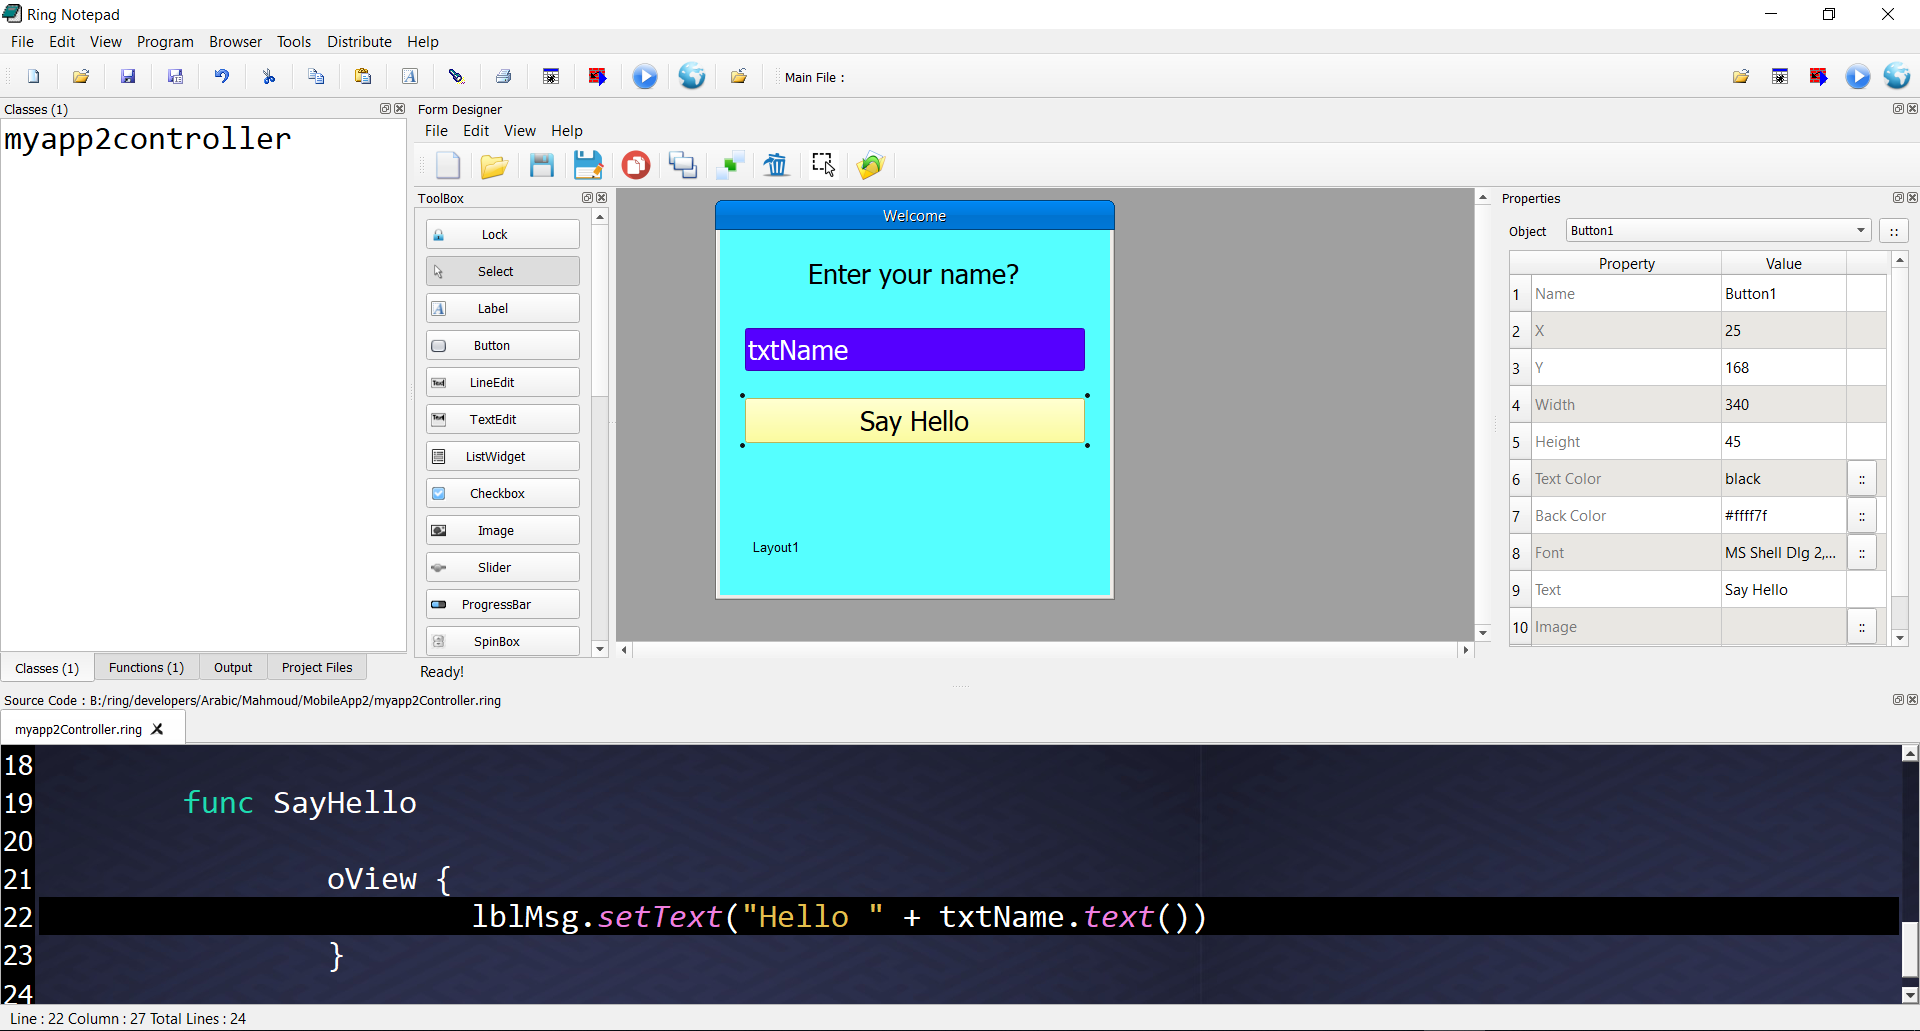 Ring Notepad
File Edit View Program Browser Tools Distribute Help
Main File :
Classes (1)
myapp2controller
Classes (1) Functions (1) Output Project Files
Form Designer
File Edit View Help
ToolBox
Lock
Select
Label
Button
LineEdit
TextEdit
ListWidget
Checkbox
Image
Slider
ProgressBar
SpinBox
Welcome
Enter your name?
txtName
Say Hello
Layout1
Ready!
Properties
Object Button1 ::
Property Value
1 Name Button1
2 X 25
3 Y 168
4 Width 340
5 Height 45
6 Text Color black ::
7 Back Color #ffff7f ::
8 Font MS Shell Dlg 2,... ::
9 Text Say Hello
10 Image ::
Source Code : B:/ring/developers/Arabic/Mahmoud/MobileApp2/myapp2Controller.ring
myapp2Controller.ring
18
19 func SayHello
20
21 oView {
22 lblMsg.setText("Hello " + txtName.text())
23 }
24
Line : 22 Column : 27 Total Lines : 24